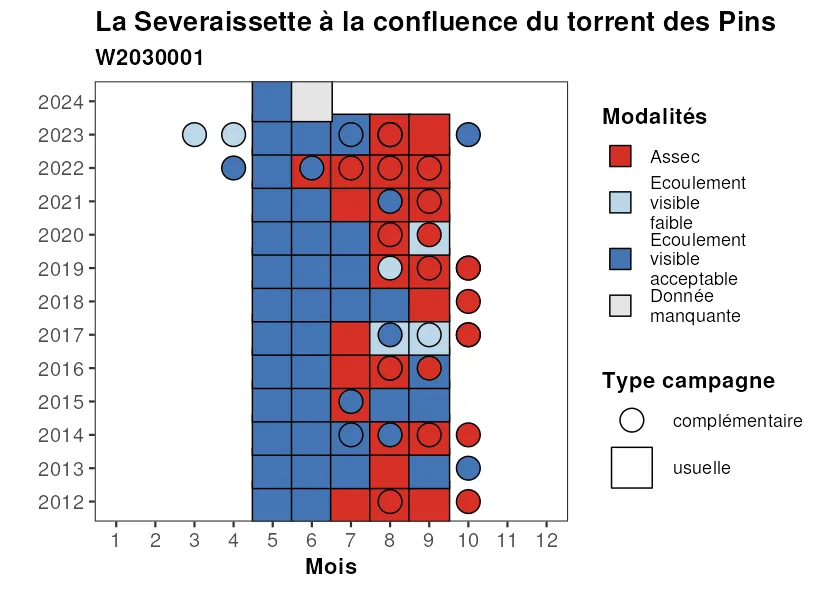 La Severaissette à la confluence du torrent des Pins
W2030001
2024
2023
2022
2021
2020
2019
2018
2017
2016
2015
2014
2013
2012
1 2 3 4 5 6 7 8 9 10 11 12
Mois
Modalités
Assec
Ecoulement
visible
faible
Ecoulement
visible
acceptable
Donnée
manquante
Type campagne
complémentaire
usuelle